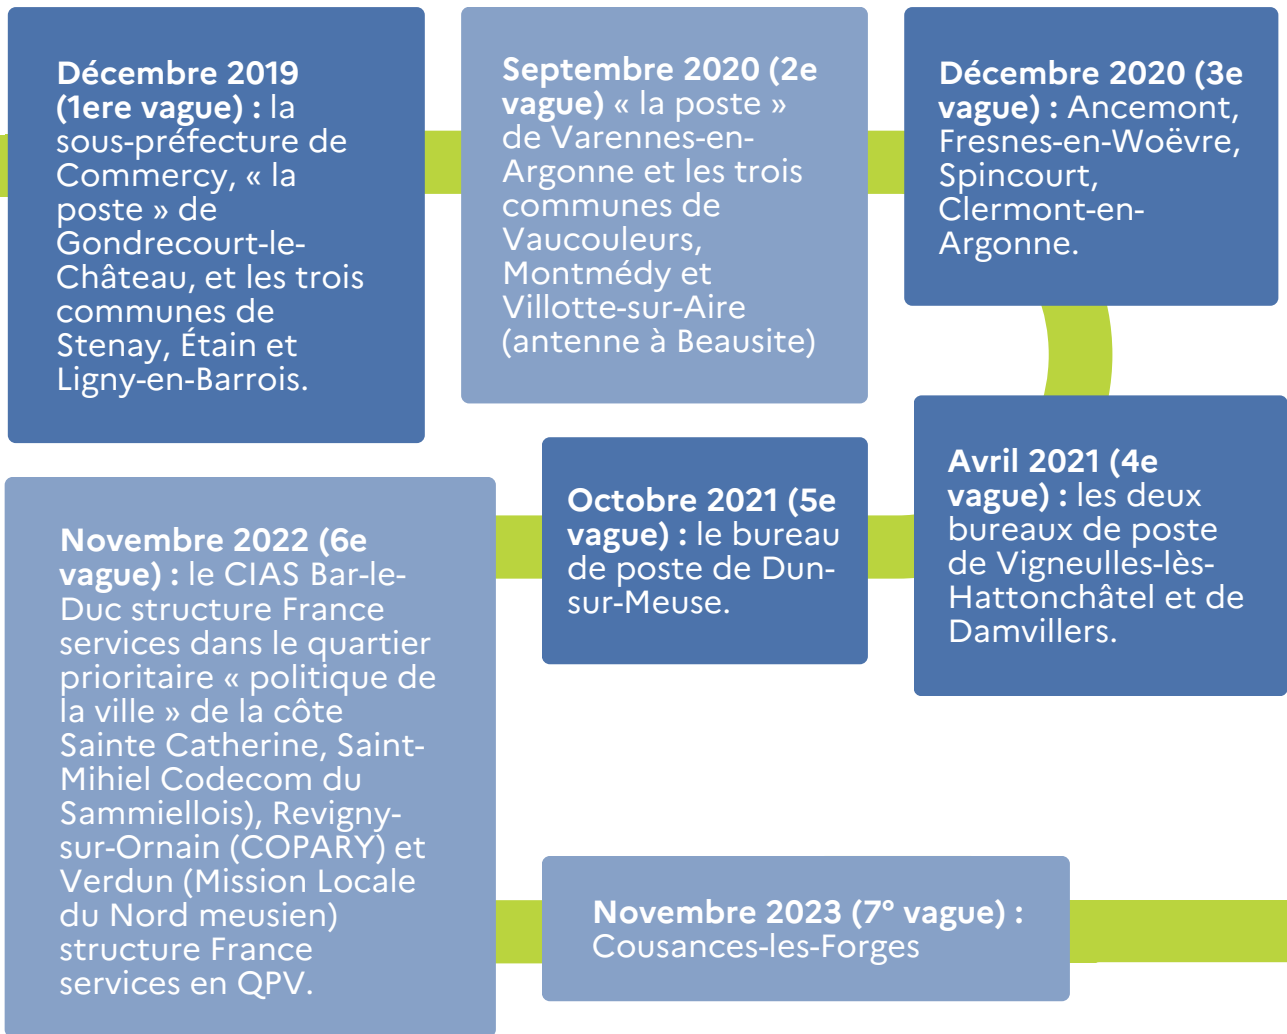 Décembre 2019
(1ere vague) : la
sous-préfecture de
Commercy, « la
poste » de
Gondrecourt-le-
Château, et les trois
communes de
Stenay, Étain et
Ligny-en-Barrois.
Septembre 2020 (2e
vague) « la poste »
de Varennes-en-
Argonne et les trois
communes de
Vaucouleurs,
Montmédy et
Villotte-sur-Aire
(antenne à Beausite)
Décembre 2020 (3e
vague) : Ancemont,
Fresnes-en-Woëvre,
Spincourt,
Clermont-en-
Argonne.
Avril 2021 (4e
vague) : les deux
bureaux de poste
de Vigneulles-lès-
Hattonchâtel et de
Damvillers.
Octobre 2021 (5e
vague) : le bureau
de poste de Dun-
sur-Meuse.
Novembre 2022 (6e
vague) : le CIAS Bar-le-
Duc structure France
services dans le quartier
prioritaire « politique de
la ville » de la côte
Sainte Catherine, Saint-
Mihiel Codecom du
Sammiellois), Revigny-
sur-Ornain (COPARY) et
Verdun (Mission Locale
du Nord meusien)
structure France
services en QPV.
Novembre 2023 (7° vague) :
Cousances-les-Forges